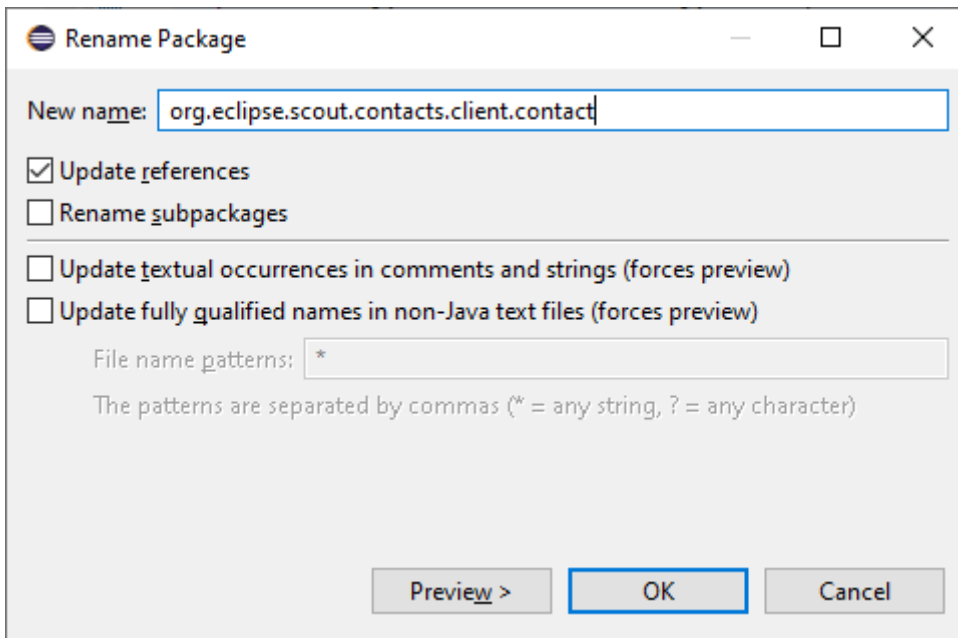 Rename Package
New name: org.eclipse.scout.contacts.client.contact
Update references
Rename subpackages
Update textual occurrences in comments and strings (forces preview)
Update fully qualified names in non-Java text files (forces preview)
File name patterns: *
The patterns are separated by commas (* = any string, ? = any character)
Preview > OK Cancel